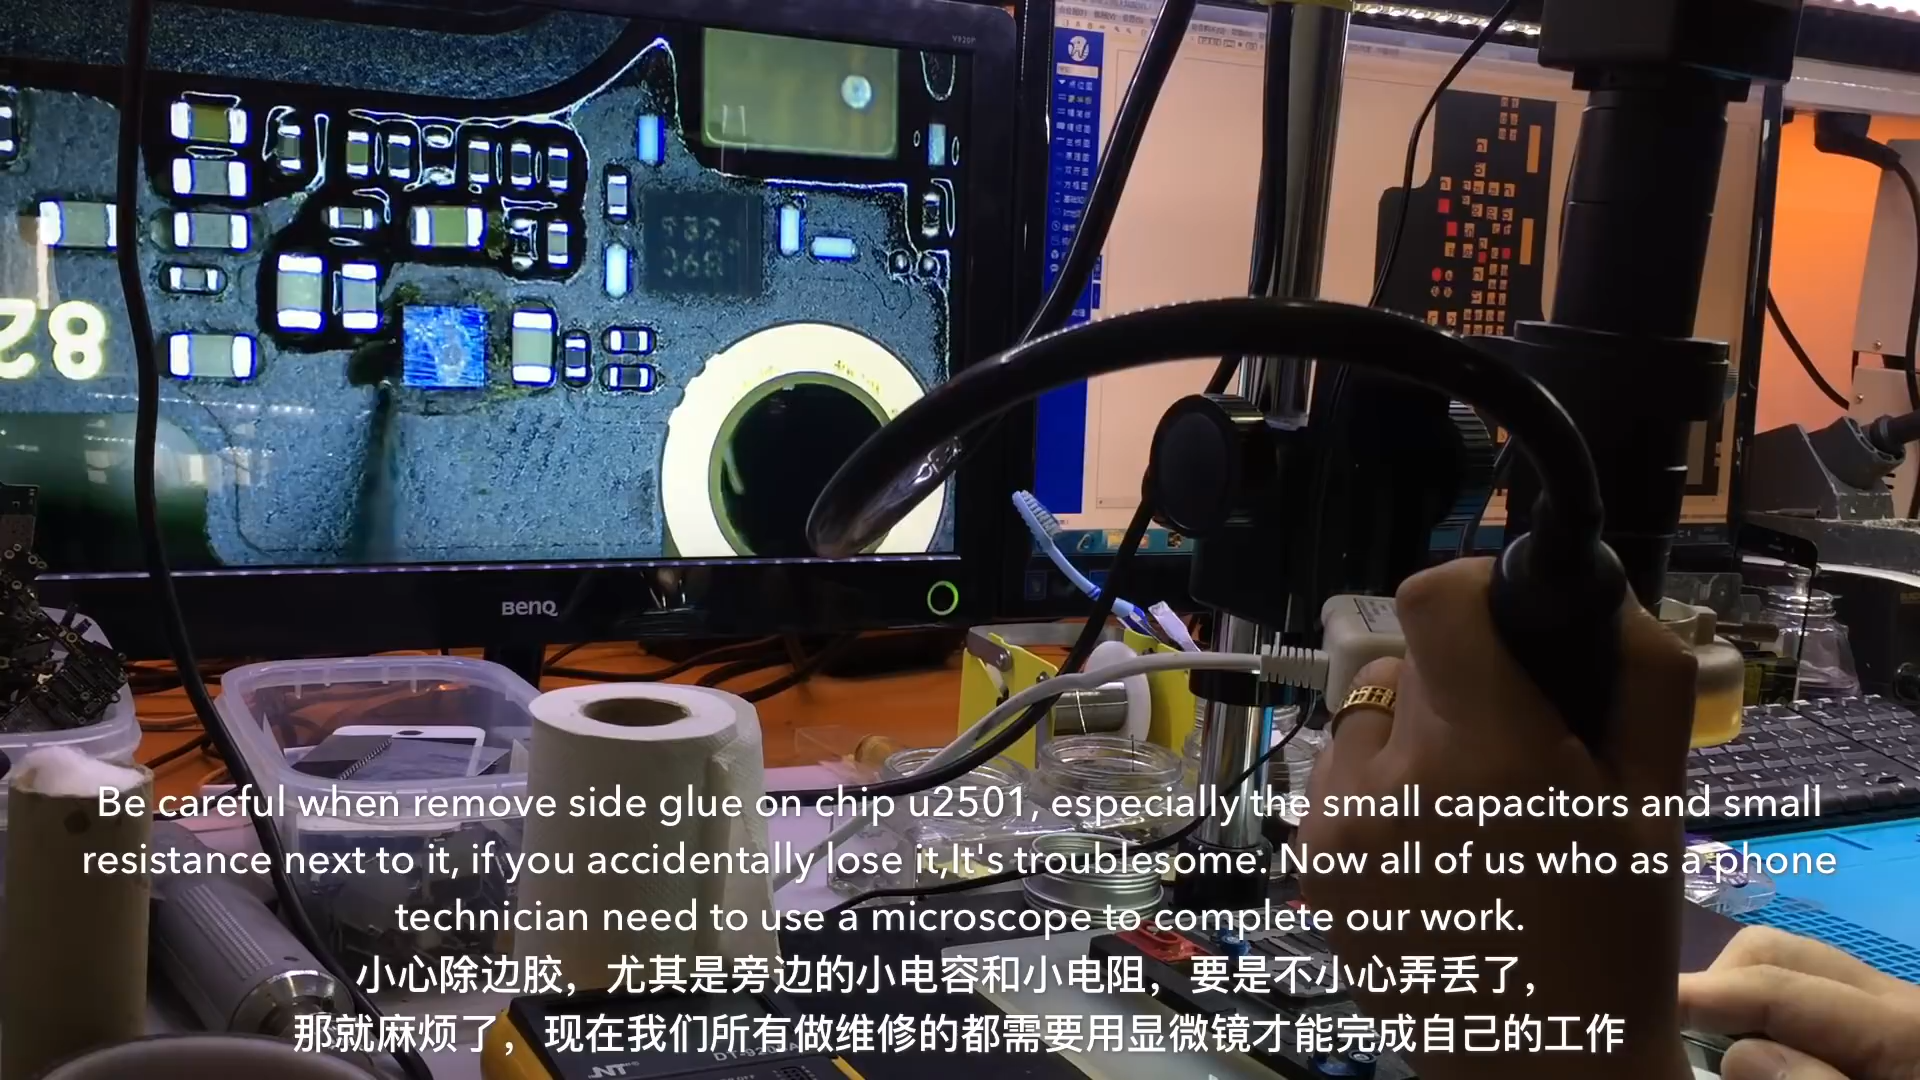 V920P
82
BenQ
Be careful when remove side glue on chip u2501, especially the small capacitors and small
resistance next to it, if you accidentally lose it,It's troublesome. Now all of us who as a phone
technician need to use a microscope to complete our work.
小心除边胶，尤其是旁边的小电容和小电阻，要是不小心弄丢了，
那就麻烦了，现在我们所有做维修的都需要用显微镜才能完成自己的工作